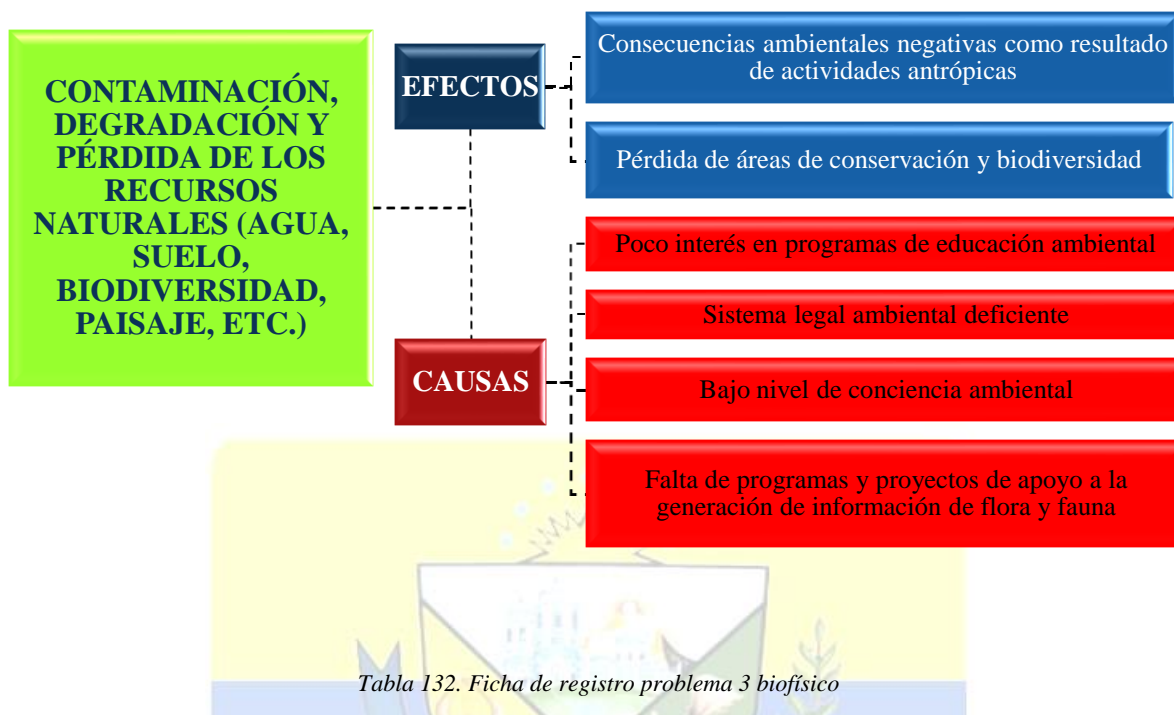 CONTAMINACIÓN,
DEGRADACIÓN Y
PÉRDIDA DE LOS
RECURSOS
NATURALES (AGUA,
SUELO,
BIODIVERSIDAD,
PAISAJE, ETC.)
EFECTOS
Consecuencias ambientales negativas como resultado
de actividades antrópicas
Pérdida de áreas de conservación y biodiversidad
CAUSAS
Poco interés en programas de educación ambiental
Sistema legal ambiental deficiente
Bajo nivel de conciencia ambiental
Falta de programas y proyectos de apoyo a la
generación de información de flora y fauna
Tabla 132. Ficha de registro problema 3 biofísico